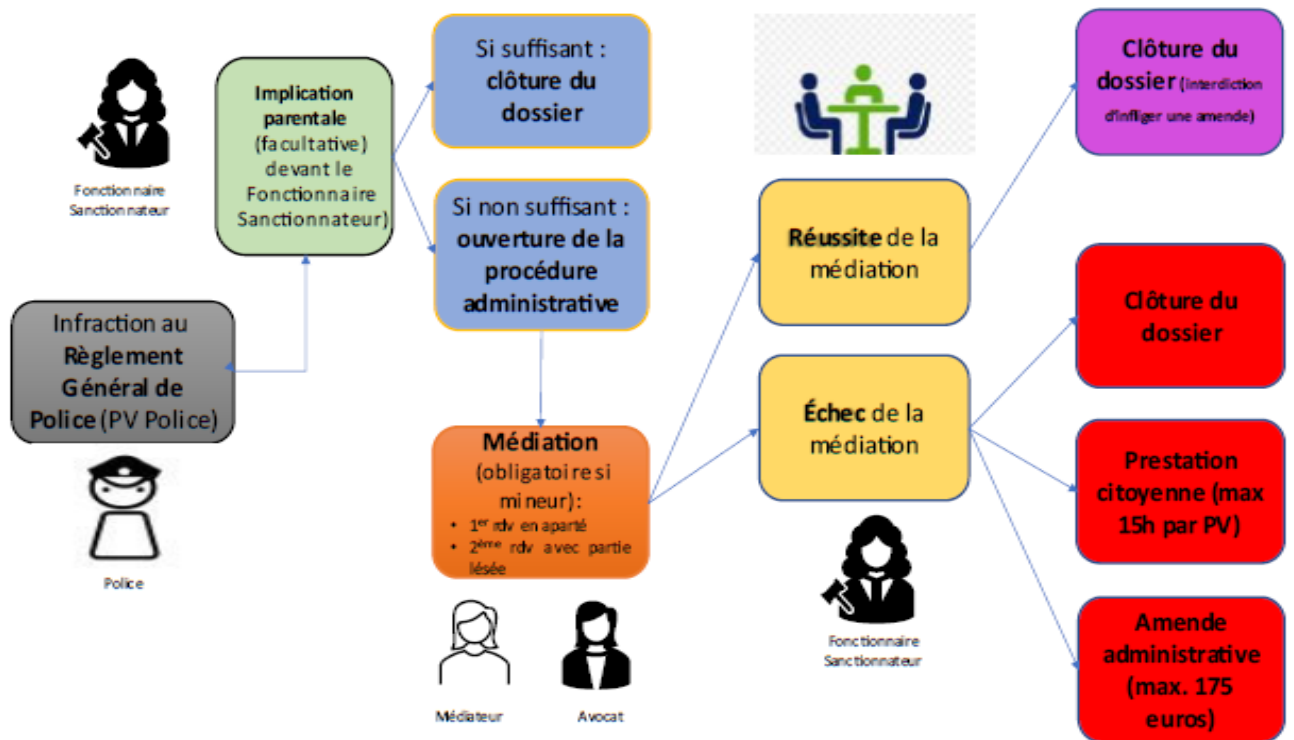 Fonctionnaire
Sanctionnateur
Implication
parentale
(facultative)
devant le
Fonctionnaire
Sanctionnateur)
Si suffisant :
clôture du
dossier
Si non suffisant :
ouverture de la
procédure
administrative
Infraction au
Règlement
Général de
Police (PV Police)
Police
Médiation
(obligatoire si
mineur):
• 1er rdv en aparté
• 2ème rdv avec partie
lésée
Médiateur
Avocat
Réussite de la
médiation
Échec de la
médiation
Fonctionnaire
Sanctionnateur
Clôture du
dossier (interdiction
d'infliger une amende)
Clôture du
dossier
Prestation
citoyenne (max
15h par PV)
Amende
administrative
(max. 175
euros)